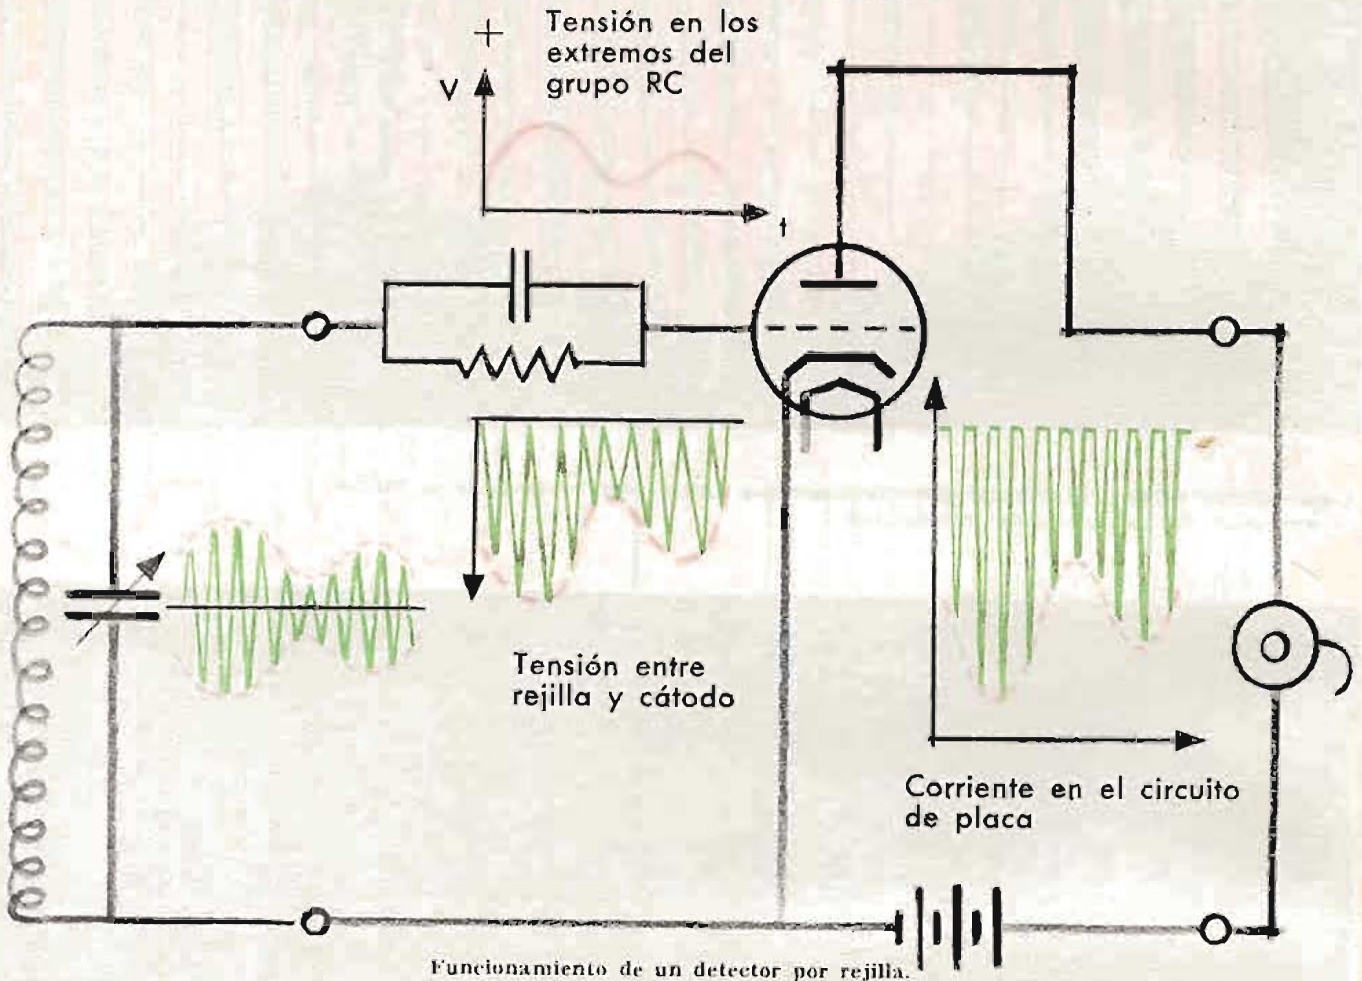 +
Tensión en los
extremos del
grupo RC
V
t
Tensión entre
rejilla y cátodo
Corriente en el circuito
de placa
Funcionamiento de un detector por rejilla.